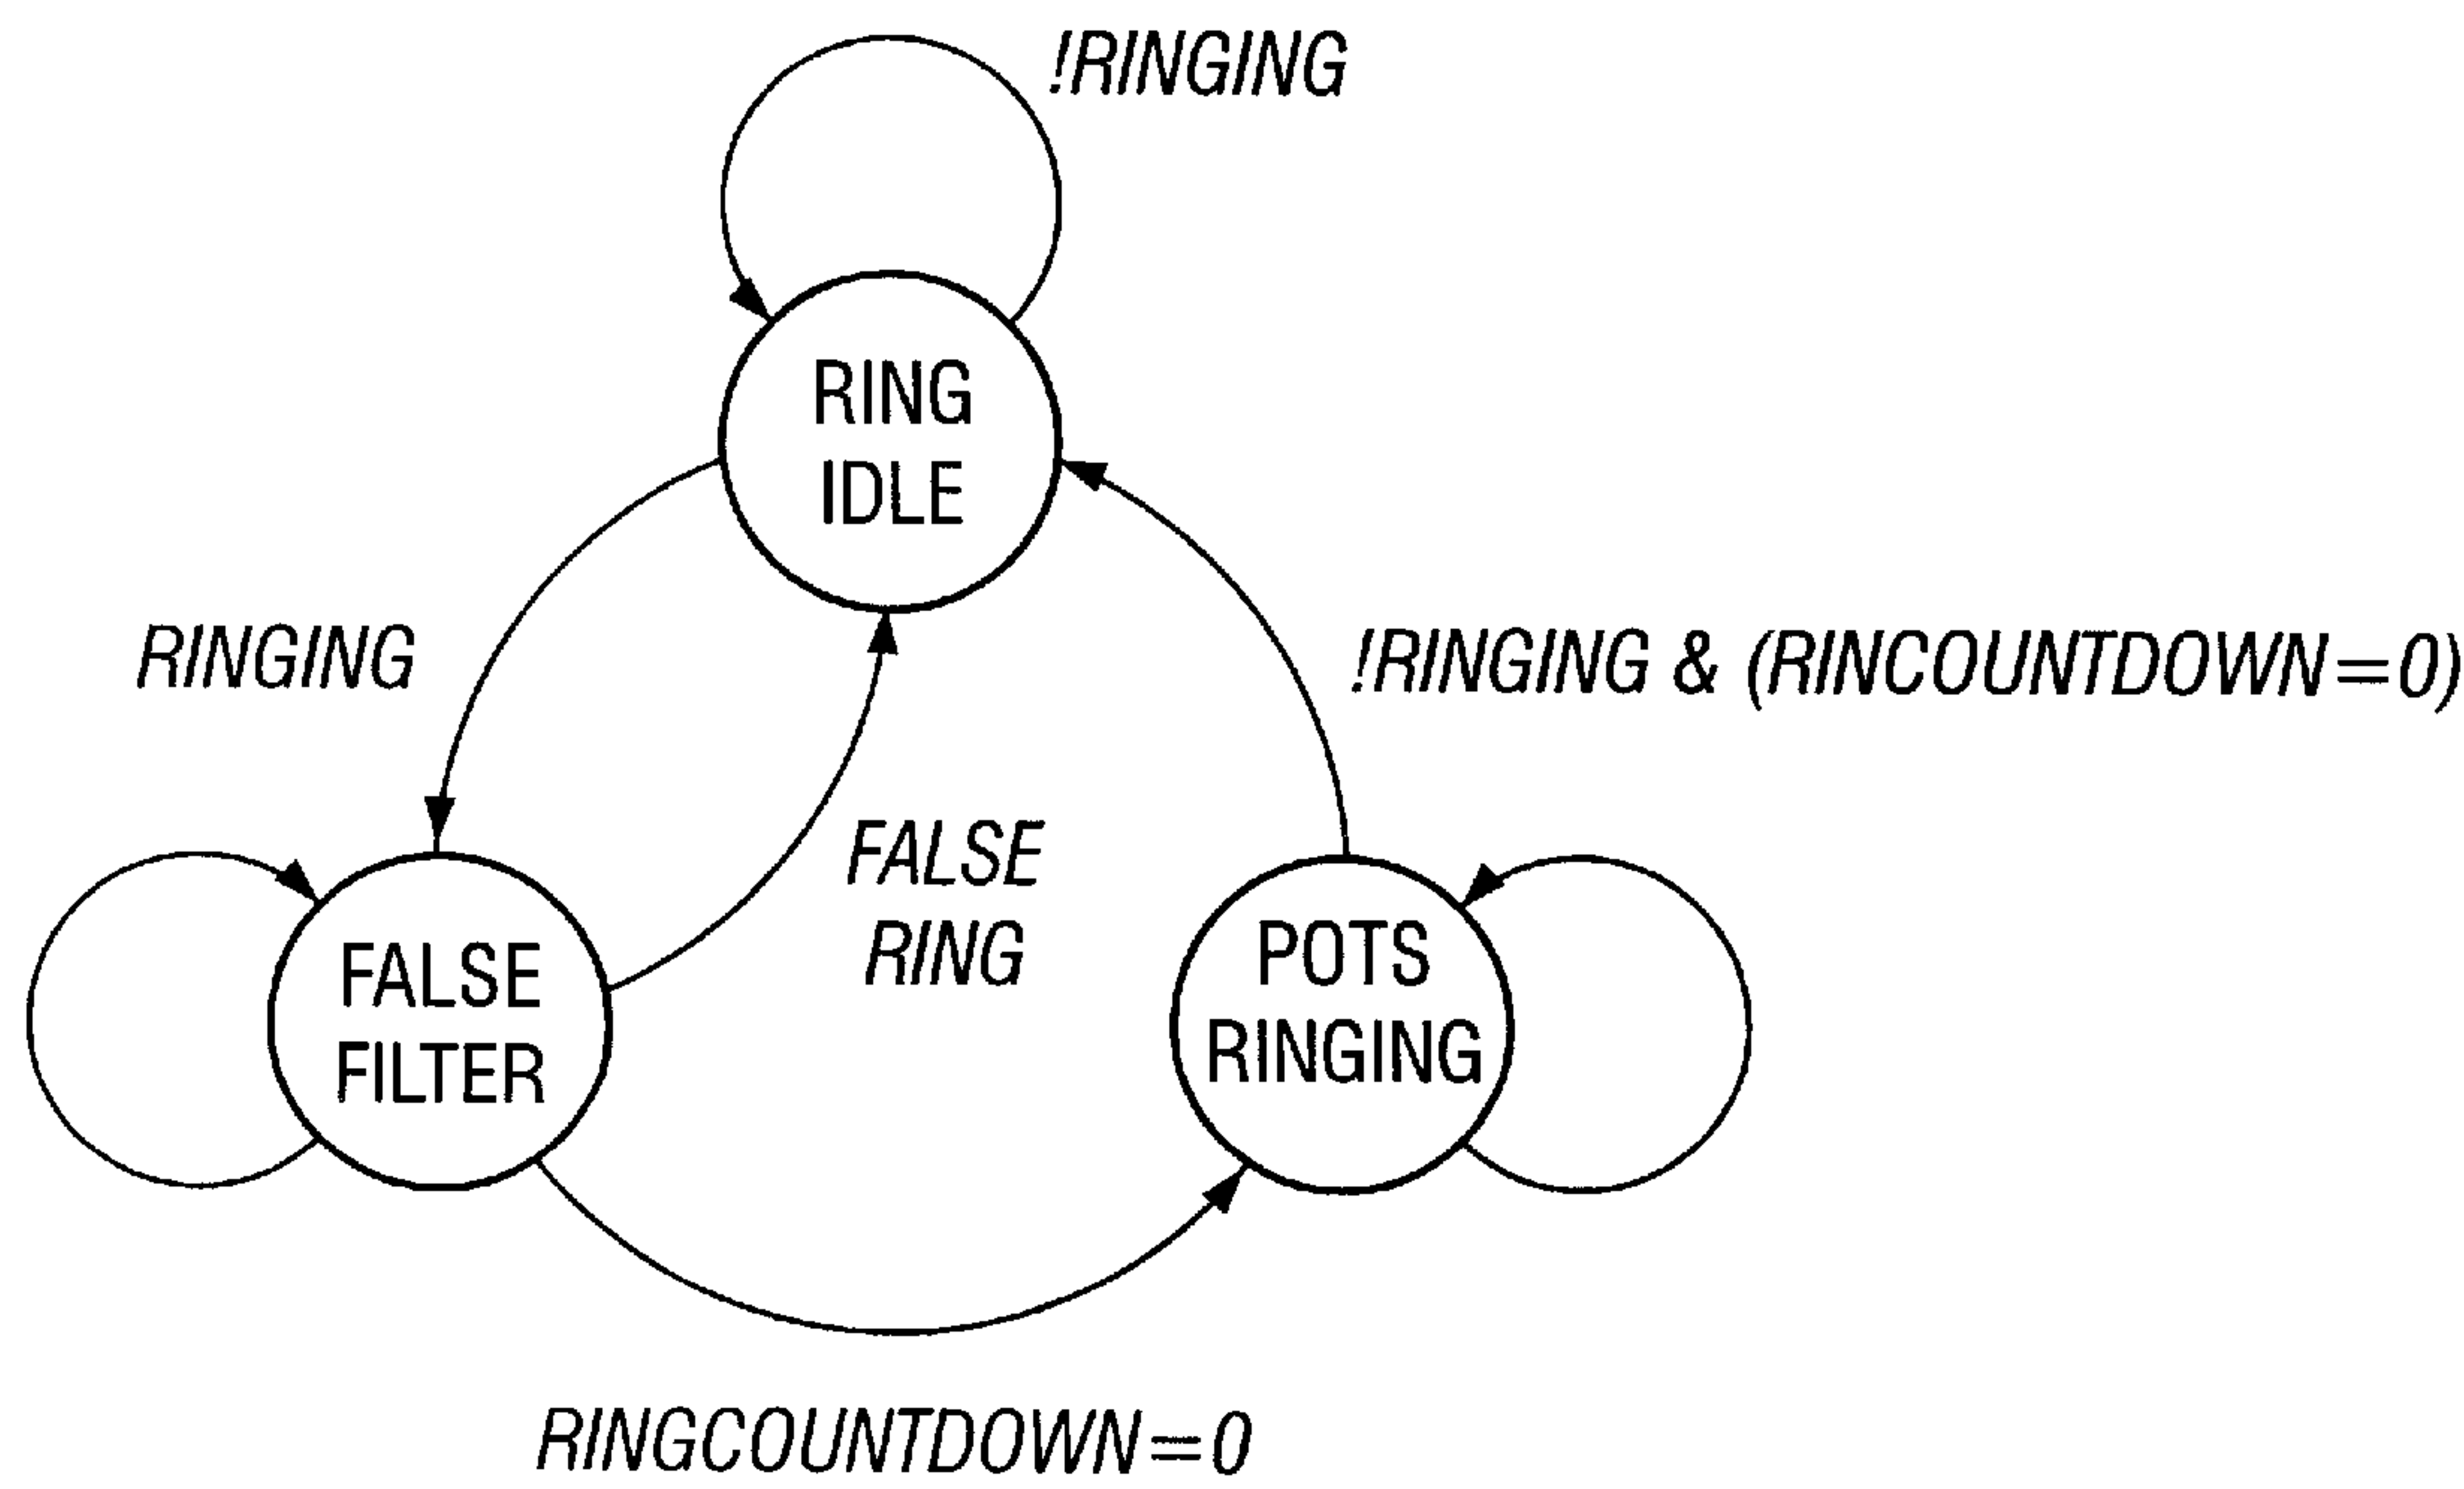 !RINGING
RING
IDLE
RINGING
!RINGING & (RINCOUNTDOWN=0)
FALSE
RING
FALSE
FILTER
POTS
RINGING
RINGCOUNTDOWN=0